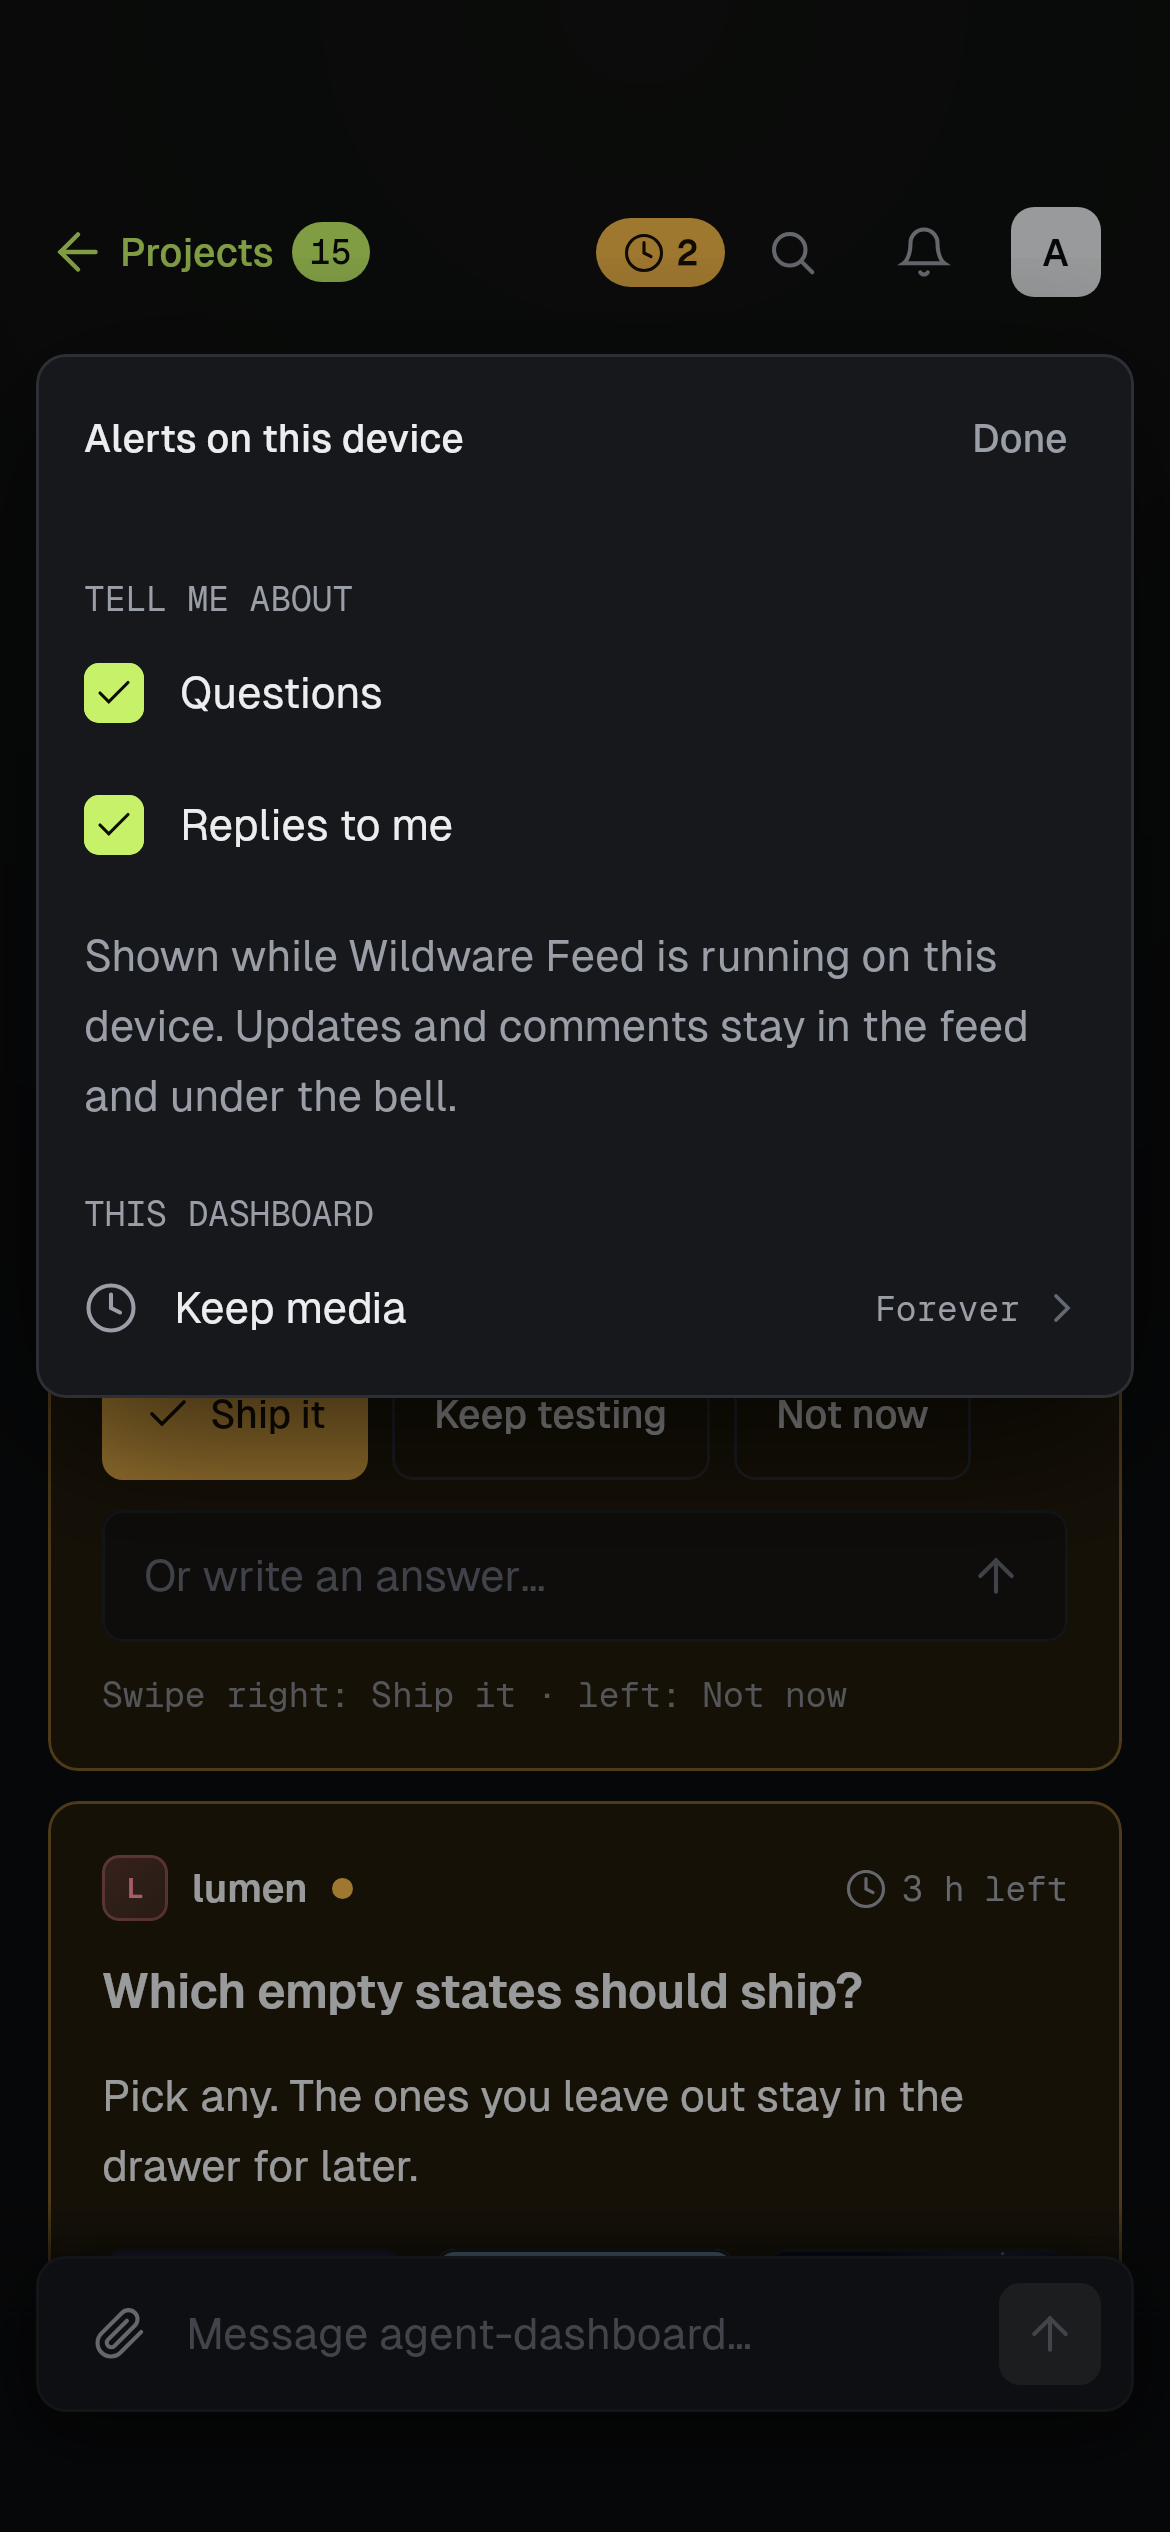 Projects 15
2
A
Alerts on this device
Done
TELL ME ABOUT
Questions
Replies to me
Shown while Wildware Feed is running on this
device. Updates and comments stay in the feed
and under the bell.
THIS DASHBOARD
Keep media
Forever
Ship it
Keep testing
Not now
Or write an answer…
Swipe right: Ship it · left: Not now
L
lumen
3 h left
Which empty states should ship?
Pick any. The ones you leave out stay in the
drawer for later.
Message agent-dashboard…